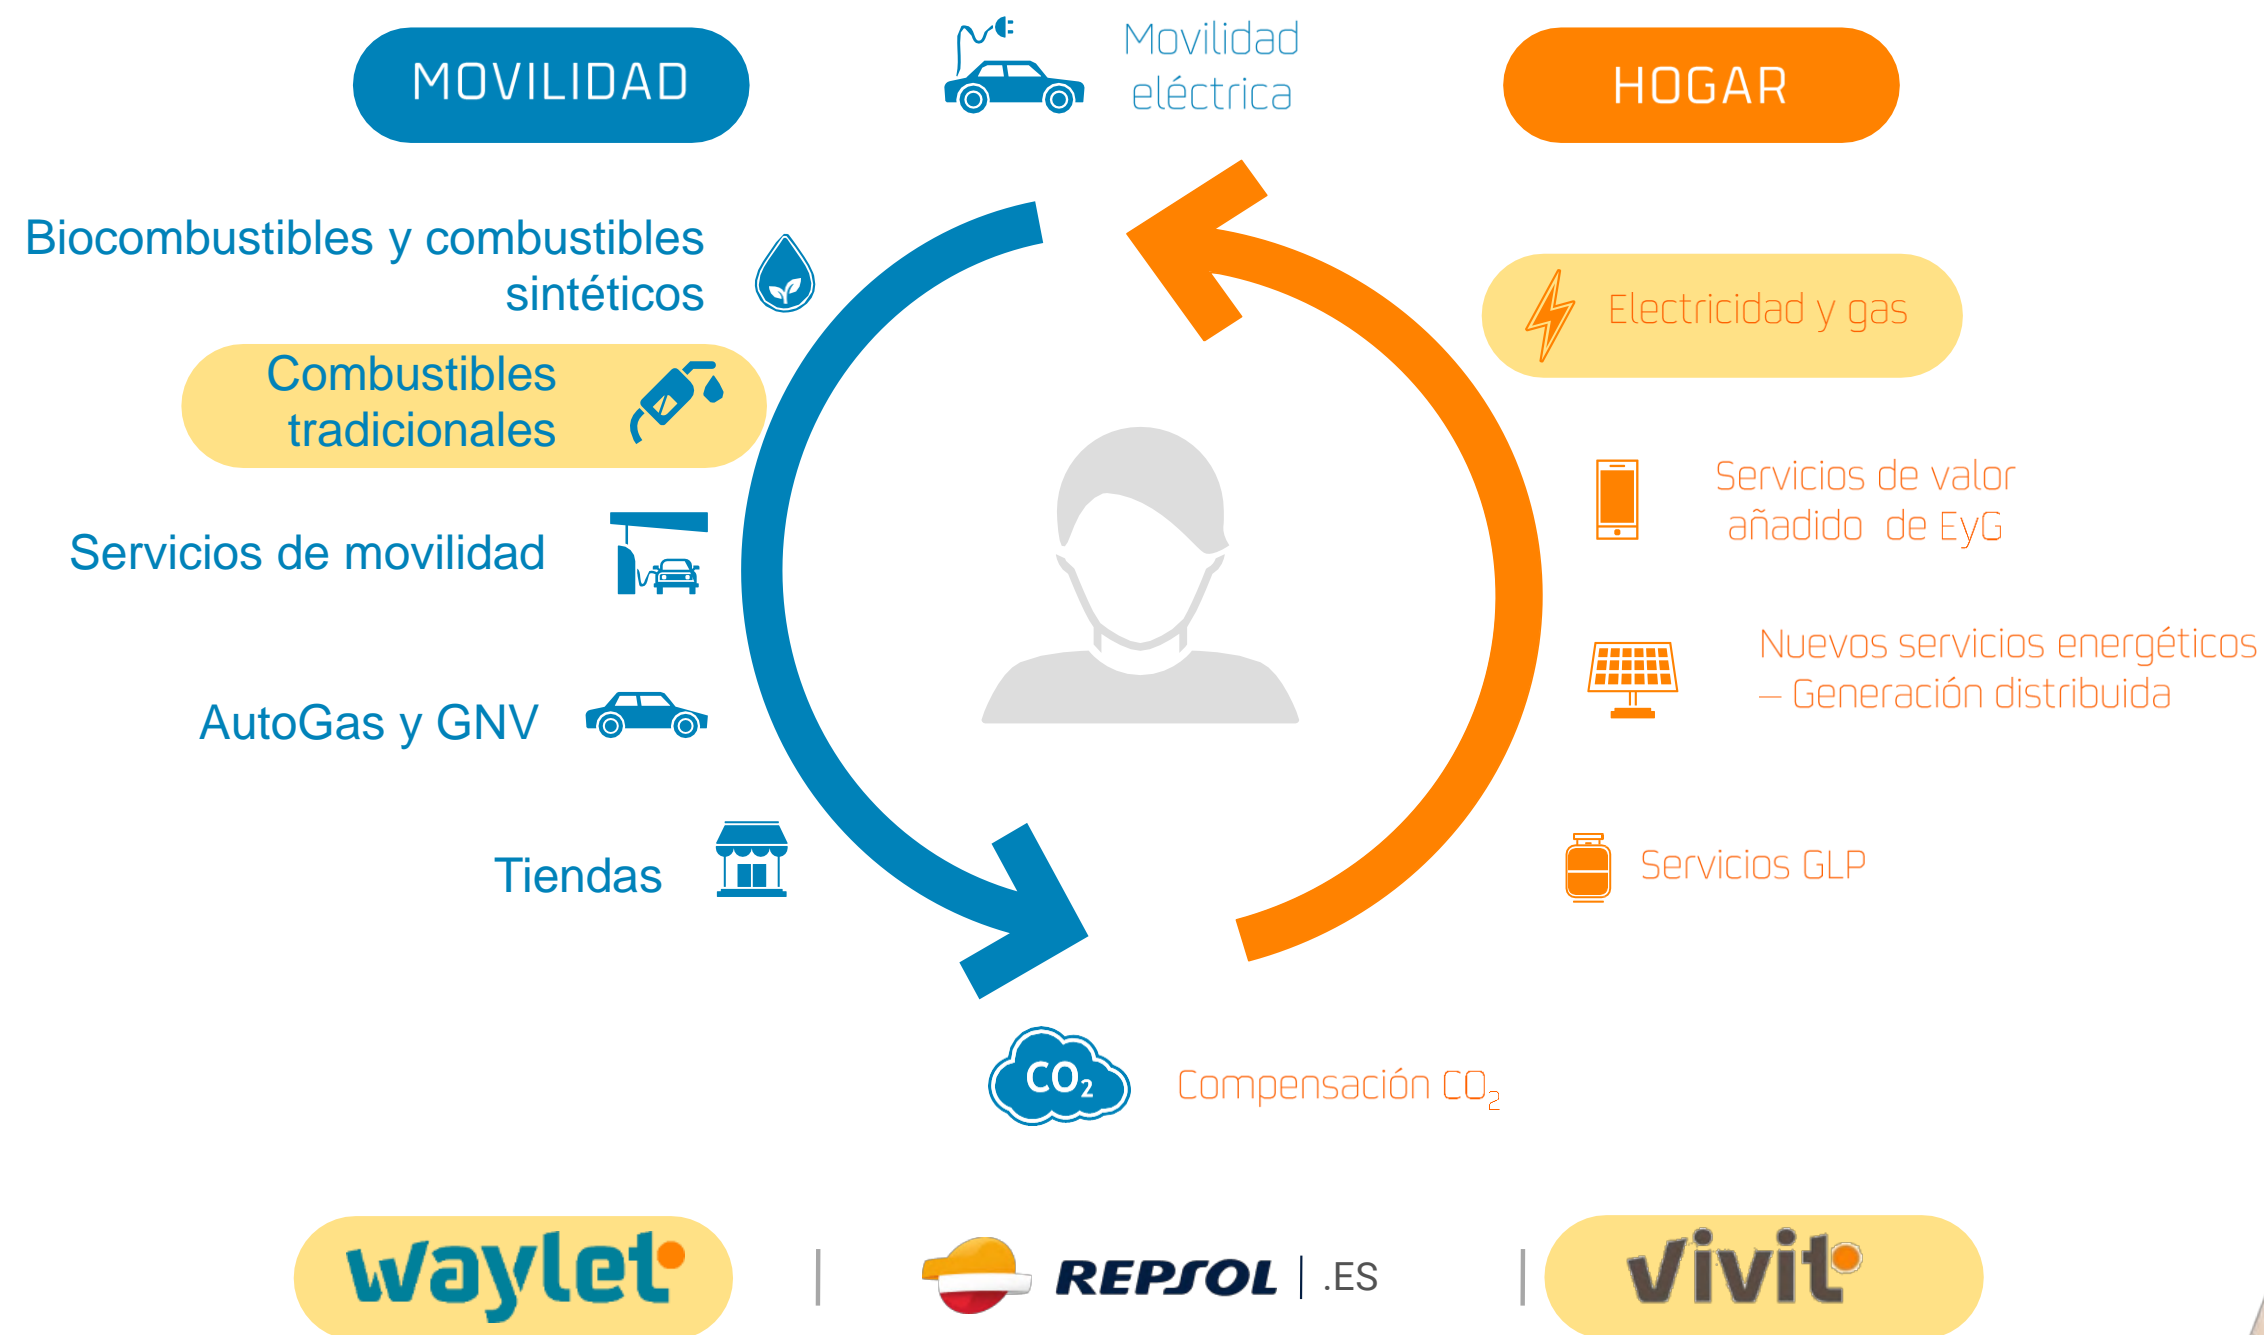 MOVILIDAD
Movilidad
eléctrica
HOGAR
Biocombustibles y combustibles
sintéticos
Combustibles
tradicionales
Servicios de movilidad
AutoGas y GNV
Tiendas
Electricidad y gas
Servicios de valor
añadido de EyG
Nuevos servicios energéticos
– Generación distribuida
Servicios GLP
CO₂
Compensación CO₂
waylet
REPSOL | .ES
vivit